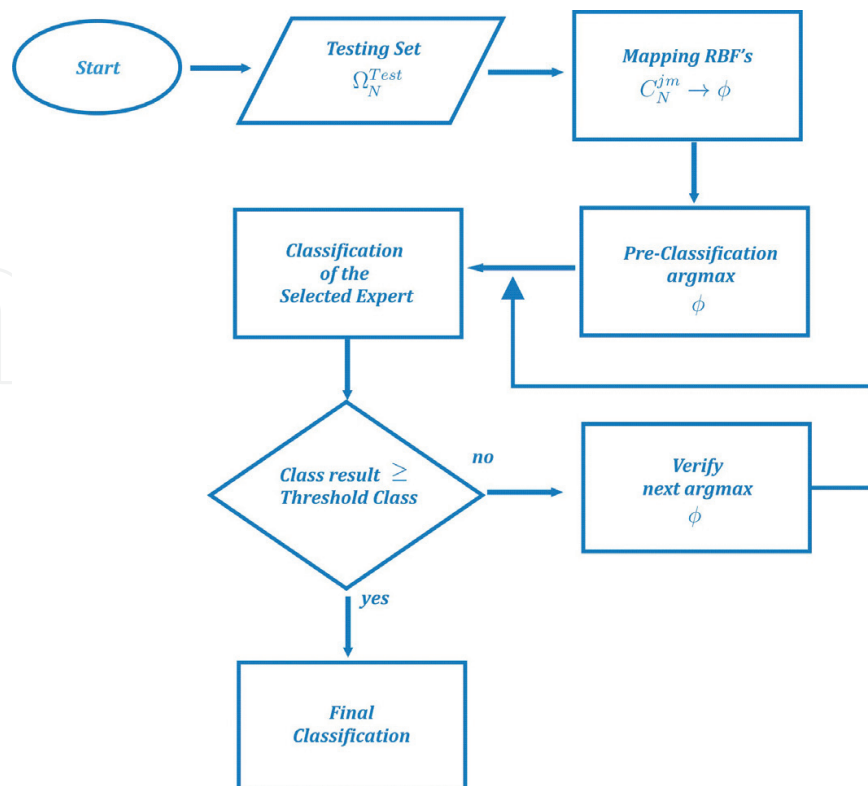 Start
Testing Set
Ω_N^{Test}
Mapping RBF's
C_N^{jm} → ϕ
Classification
of the
Selected Expert
Pre-Classification
argmax
ϕ
Class result ≥
Threshold Class
no
Verify
next argmax
ϕ
yes
Final
Classification